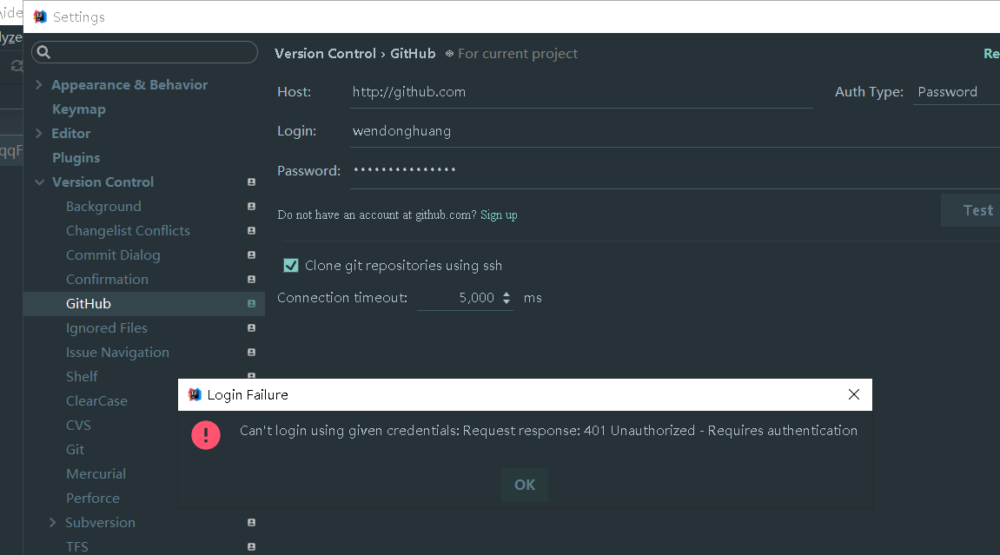 \ide
Settings
lyze
Version Control › GitHub For current project Re
Appearance & Behavior
Host: http://github.com Auth Type: Password
Keymap
Editor
Login: wendonghuang
qqF
Plugins
Password: •••••••••••••••
Version Control
Background
Do not have an account at github.com? Sign up Test
Changelist Conflicts
Commit Dialog
Clone git repositories using ssh
Confirmation
Connection timeout: 5,000 ms
GitHub
Ignored Files
Issue Navigation
Shelf
Login Failure
ClearCase
CVS
Can't login using given credentials: Request response: 401 Unauthorized - Requires authentication
Git
Mercurial
OK
Perforce
Subversion
TFS